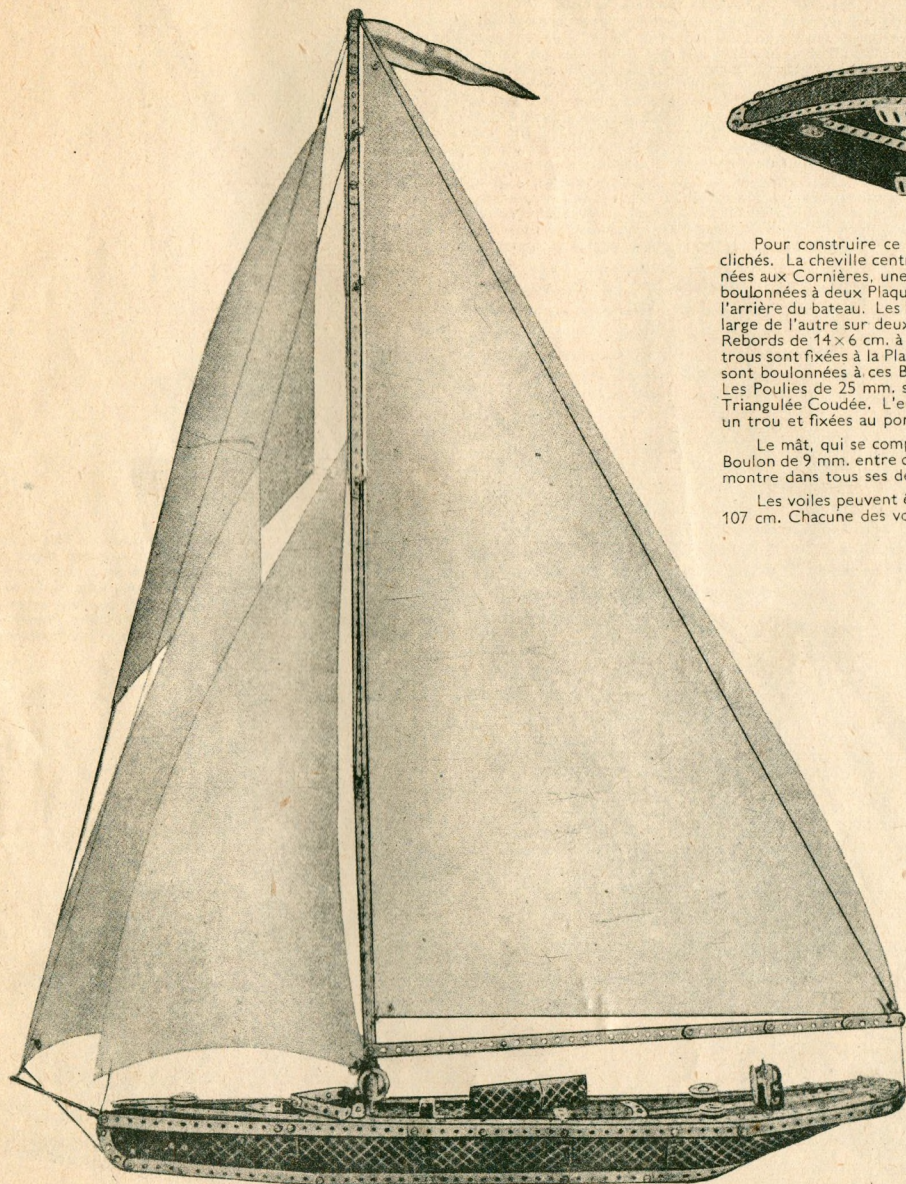 Pour construire ce
clichés. La cheville cent
nées aux Cornières, une
boulonnées à deux Plaqu
l'arrière du bateau. Les
large de l'autre sur deux
Rebords de 14×6 cm. à
trous sont fixées à la Pla
sont boulonnées à ces B
Les Poulies de 25 mm. s
Triangulée Coudée. L'e
un trou et fixées au por
Le mât, qui se comp
Boulon de 9 mm. entre c
montre dans tous ses dé
Les voiles peuvent ê
107 cm. Chacune des vo